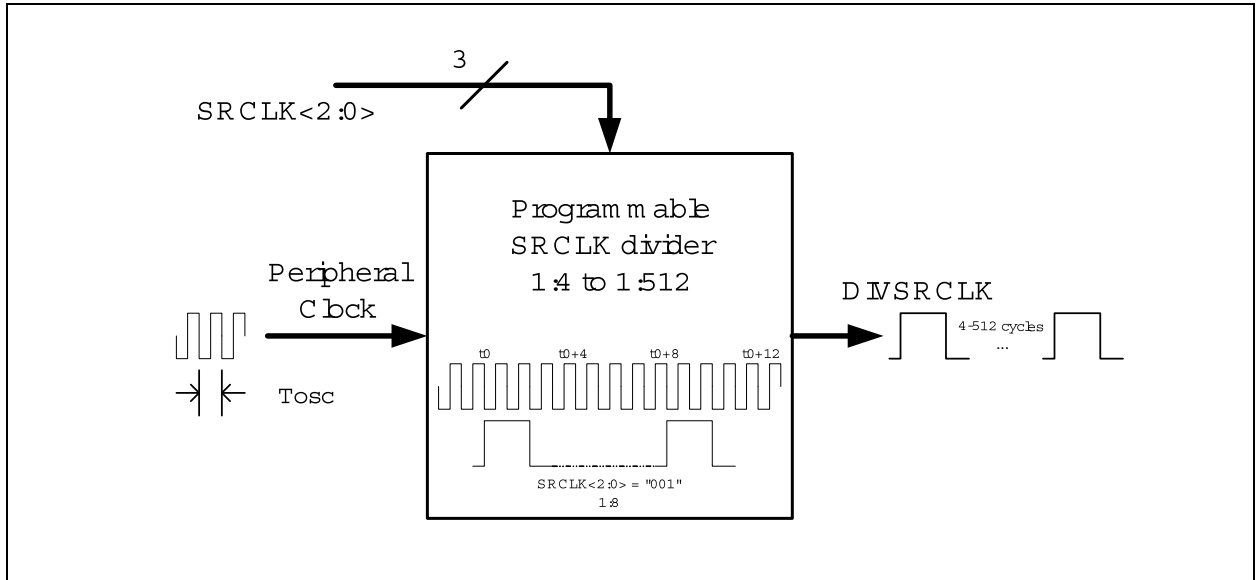 3
SRCLK<2:0>
Programmable
SRCLK divider
1:4 to 1:512
Peripheral
Clock
DIVSRCLK
4-512 cycles
...
t0 t0+4 t0+8 t0+12
Tosc
SRCLK<2:0> = "001"
1:8